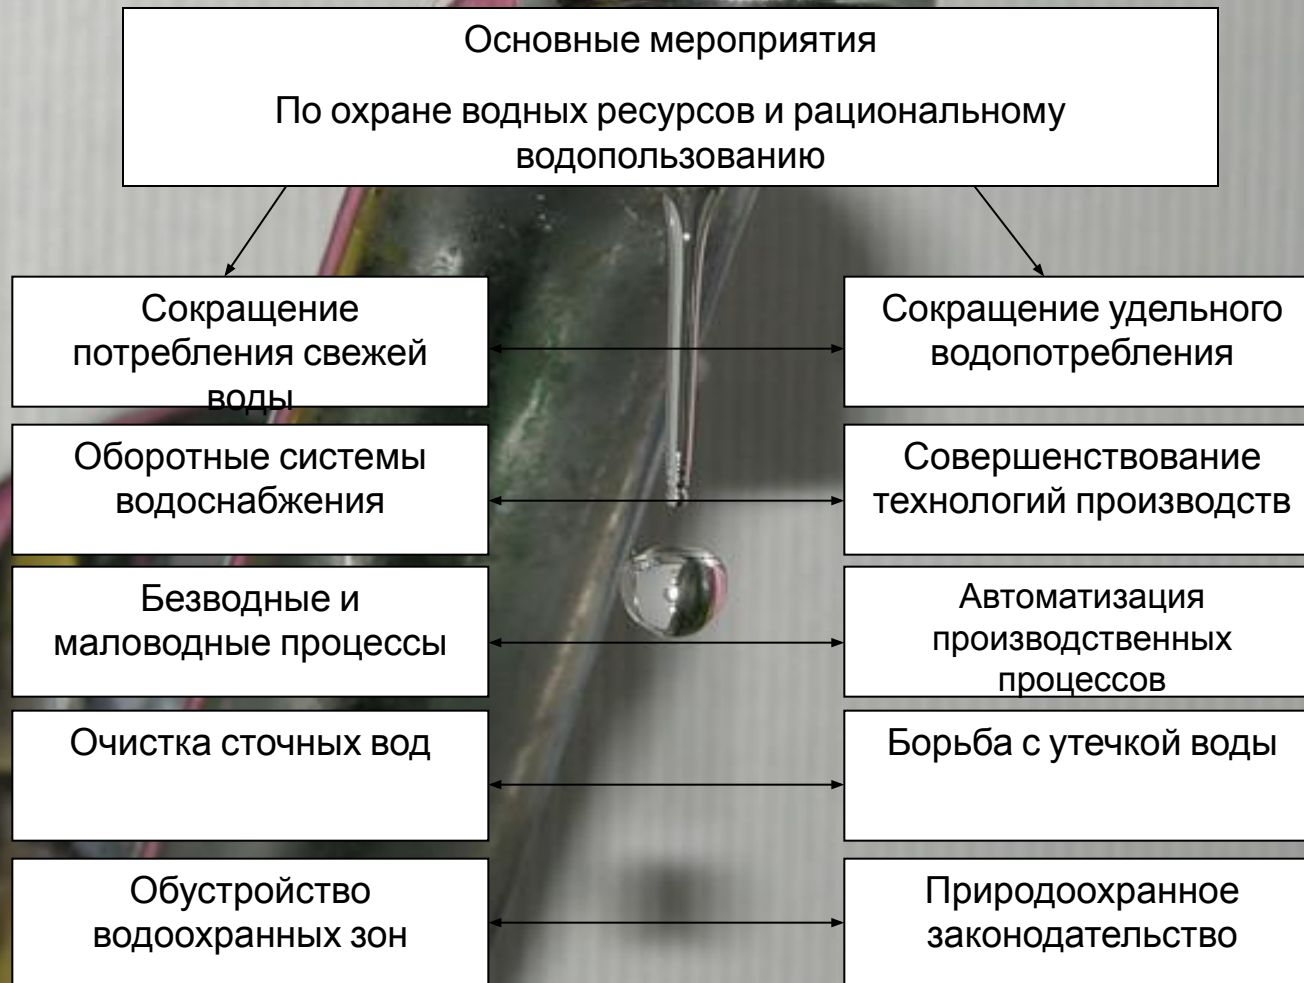 Основные мероприятия
По охране водных ресурсов и рациональному
водопользованию
Сокращение
потребления свежей
воды
Сокращение удельного
водопотребления
Оборотные системы
водоснабжения
Совершенствование
технологий производств
Безводные и
маловодные процессы
Автоматизация
производственных
процессов
Очистка сточных вод
Борьба с утечкой воды
Обустройство
водоохранных зон
Природоохранное
законодательство